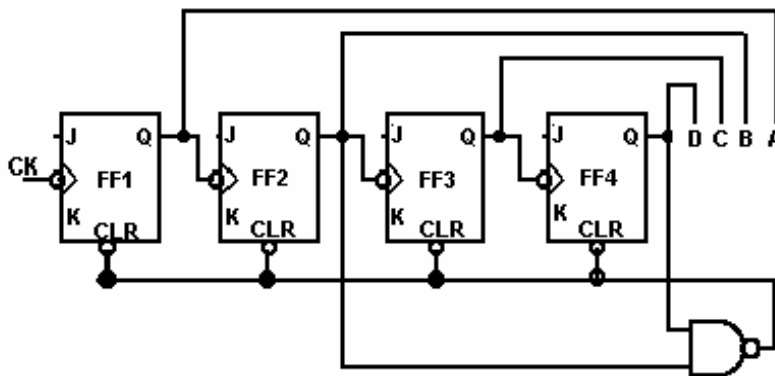 J Q J Q J Q J Q D C B A
CK FF1 FF2 FF3 FF4
K K K K
CLR CLR CLR CLR